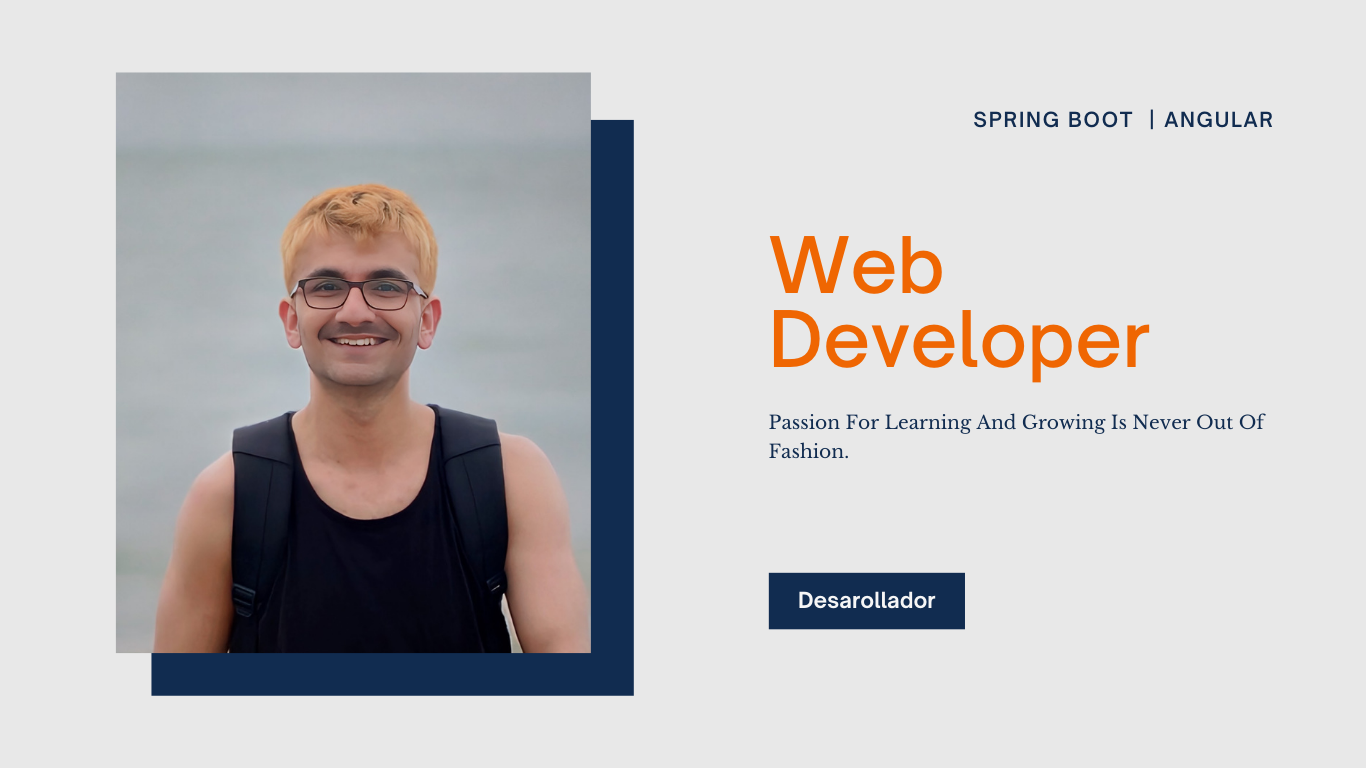 SPRING BOOT | ANGULAR
Web
Developer
Passion For Learning And Growing Is Never Out Of
Fashion.
Desarollador